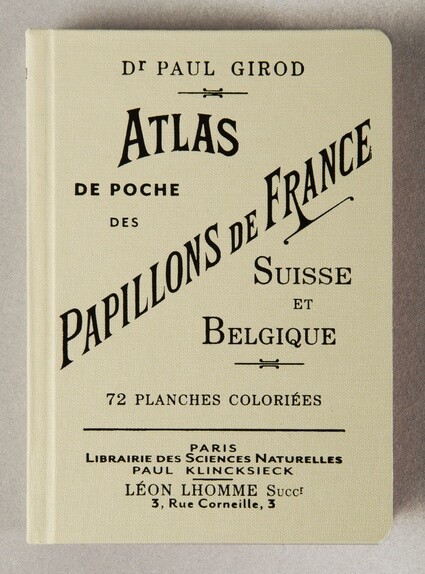 Dr PAUL GIROD
ATLAS
DE POCHE
DES
PAPILLONS DE FRANCE
SUISSE
ET
BELGIQUE
72 PLANCHES COLORIÉES
PARIS
LIBRAIRIE DES SCIENCES NATURELLES
PAUL KLINCKSIECK
LÉON LHOMME Succr
3, Rue Corneille, 3